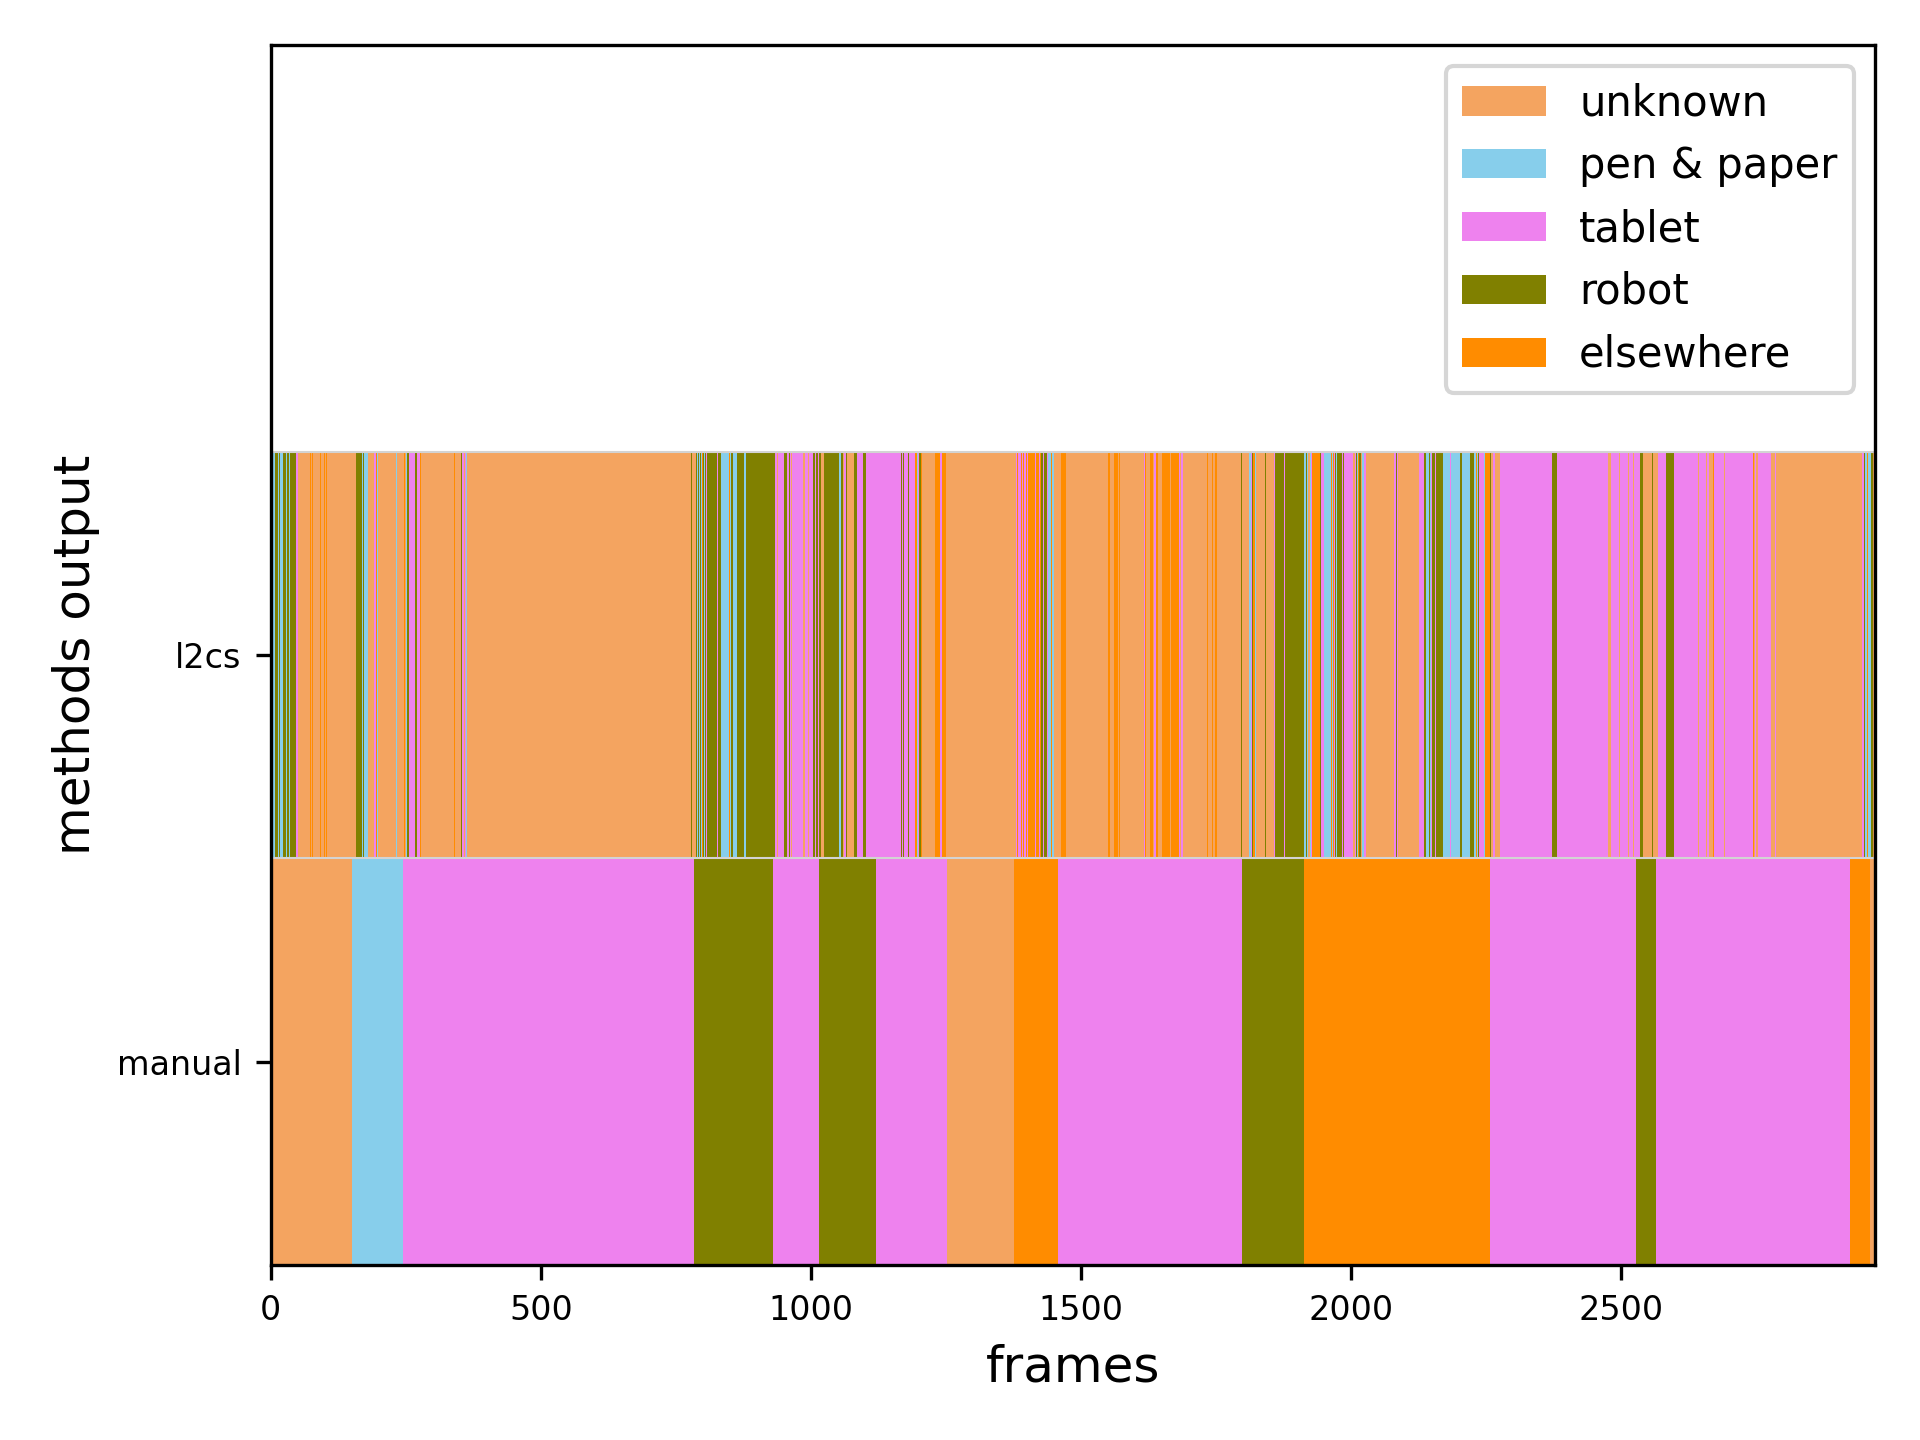 unknown
pen & paper
tablet
robot
elsewhere
methods output
l2cs
manual
0 500 1000 1500 2000 2500
frames